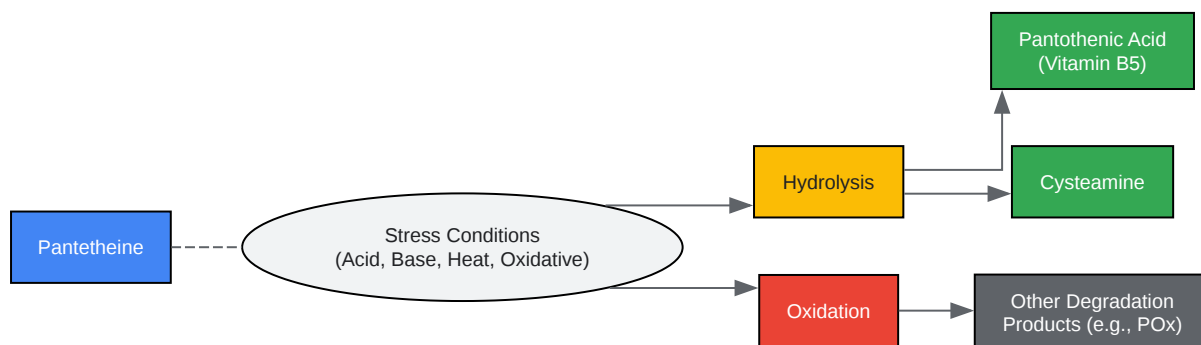 Pantothenic Acid
(Vitamin B5)
Hydrolysis
Cysteamine
Pantetheine
Stress Conditions
(Acid, Base, Heat, Oxidative)
Oxidation
Other Degradation
Products (e.g., POx)